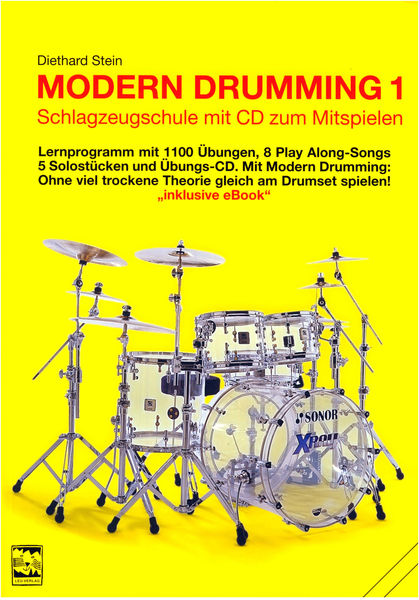 Diethard Stein
MODERN DRUMMING 1
Schlagzeugschule mit CD zum Mitspielen
Lernprogramm mit 1100 Übungen, 8 Play Along-Songs
5 Solostücken und Übungs-CD. Mit Modern Drumming:
Ohne viel trockene Theorie gleich am Drumset spielen!
„inklusive eBook“
SONOR
LEU-VERLAG